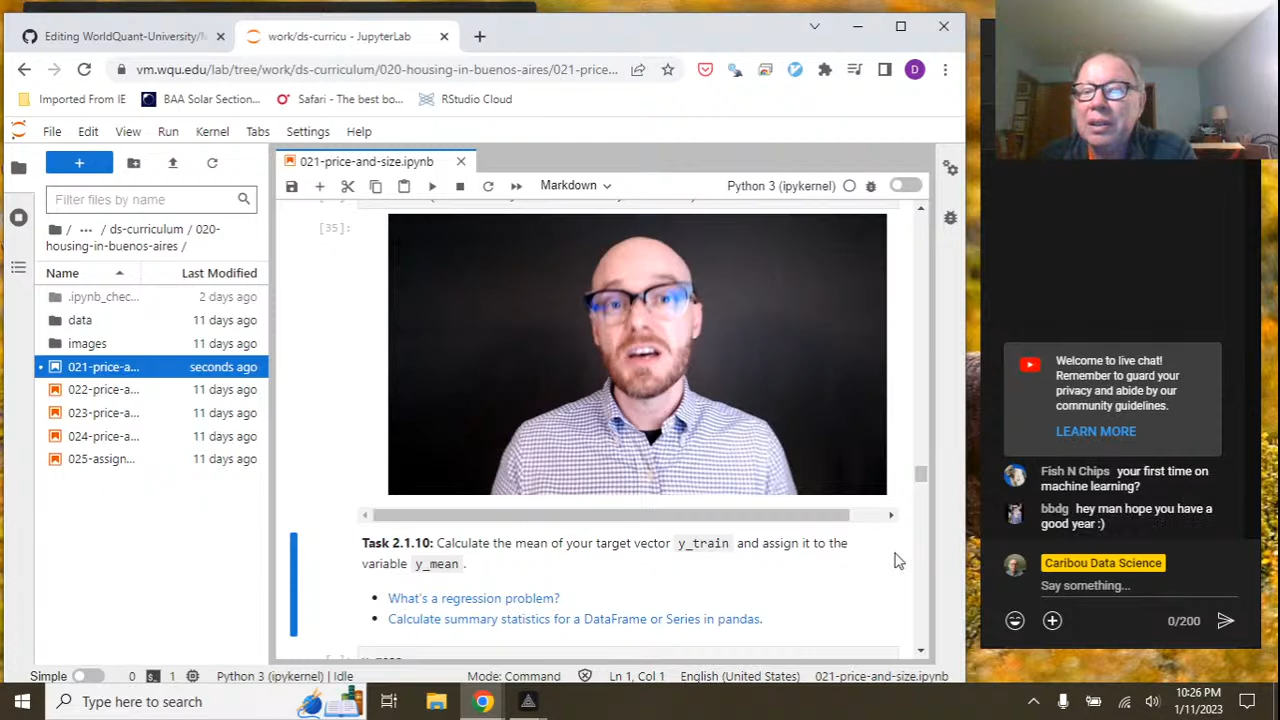 Editing WorldQuant-University/
work/ds-curricu - JupyterLab
vm.wqu.edu/lab/tree/work/ds-curriculum/020-housing-in-buenos-aires/021-price...
D
Imported From IE
BAA Solar Section...
Safari - The best bo...
RStudio Cloud
File
Edit
View
Run
Kernel
Tabs
Settings
Help
021-price-and-size.ipynb
Markdown
Python 3 (ipykernel)
Filter files by name
/ ... / ds-curriculum / 020-
housing-in-buenos-aires /
Name
Last Modified
.ipynb_chec...
2 days ago
data
11 days ago
images
11 days ago
021-price-a...
seconds ago
022-price-a...
11 days ago
023-price-a...
11 days ago
024-price-a...
11 days ago
025-assign...
11 days ago
[35]:
Task 2.1.10: Calculate the mean of your target vector y_train and assign it to the
variable y_mean.
What's a regression problem?
Calculate summary statistics for a DataFrame or Series in pandas.
Simple
0
1
Python 3 (ipykernel) | Idle
Mode: Command
Ln 1, Col 1
English (United States)
021-price-and-size.ipynb
Welcome to live chat!
Remember to guard your
privacy and abide by our
community guidelines.
LEARN MORE
Fish N Chips your first time on
machine learning?
bbdg hey man hope you have a
good year :)
Caribou Data Science
Say something...
0/200
Type here to search
10:26 PM
1/11/2023